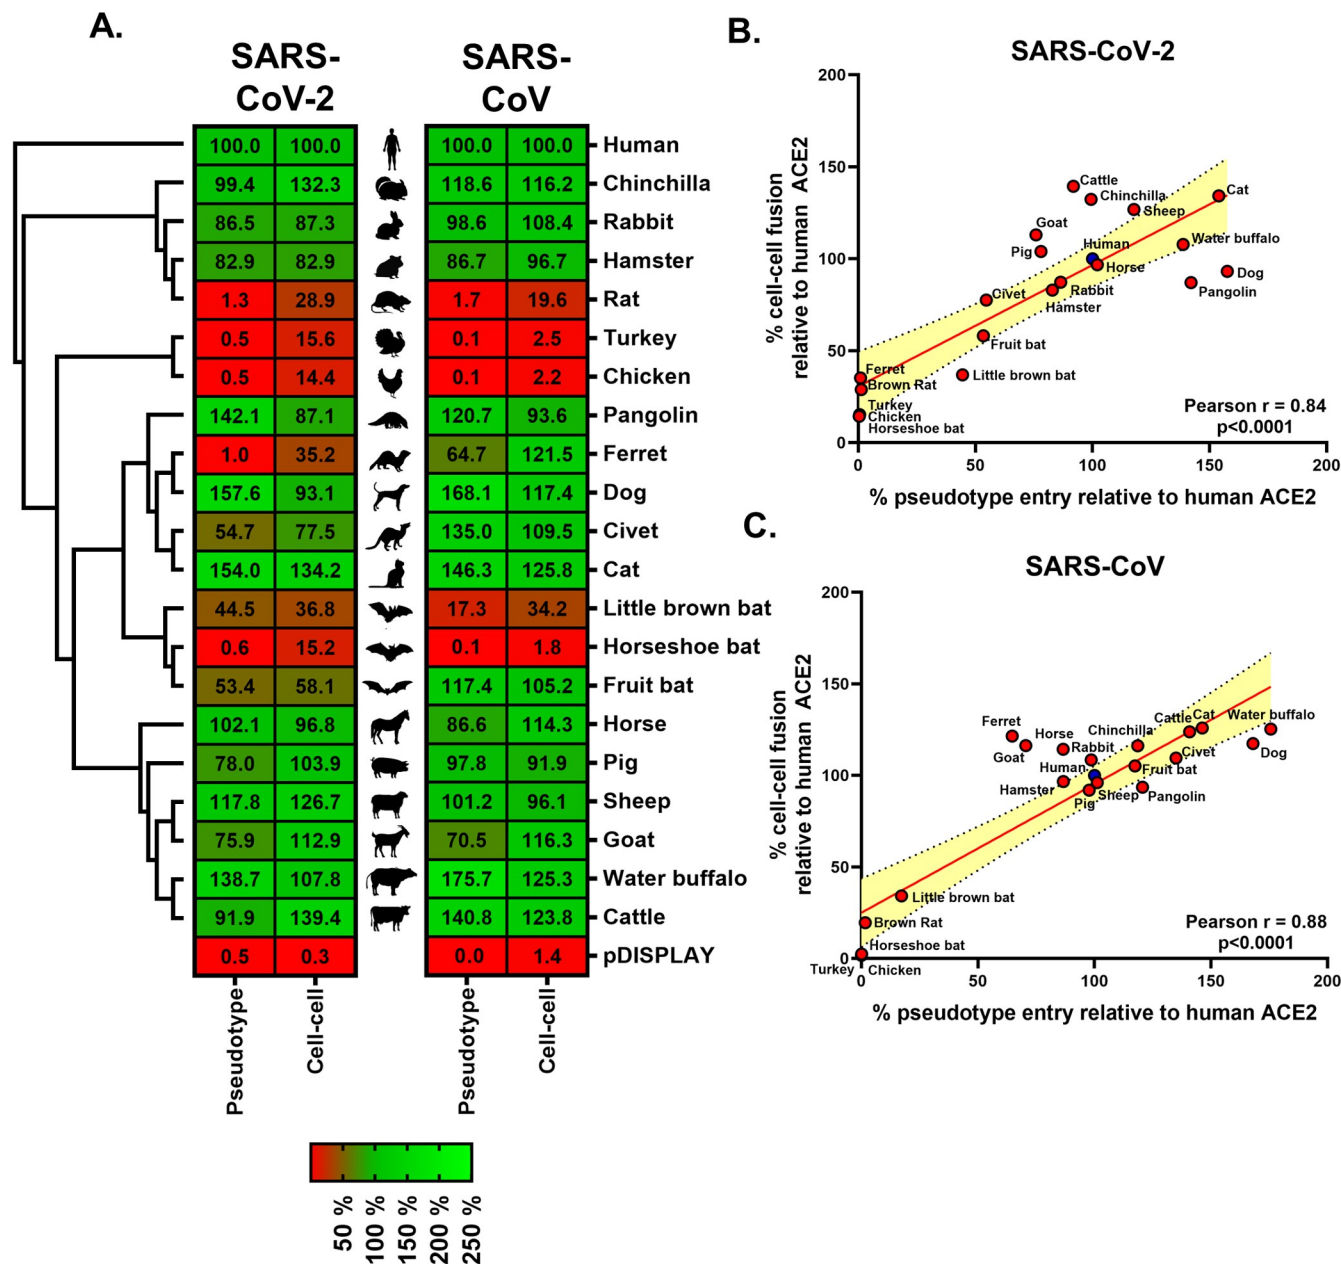 A.
SARS-
CoV-2
SARS-
CoV
100.0 100.0 100.0 100.0 Human
99.4 132.3 118.6 116.2 Chinchilla
86.5 87.3 98.6 108.4 Rabbit
82.9 82.9 86.7 96.7 Hamster
1.3 28.9 1.7 19.6 Rat
0.5 15.6 0.1 2.5 Turkey
0.5 14.4 0.1 2.2 Chicken
142.1 87.1 120.7 93.6 Pangolin
1.0 35.2 64.7 121.5 Ferret
157.6 93.1 168.1 117.4 Dog
54.7 77.5 135.0 109.5 Civet
154.0 134.2 146.3 125.8 Cat
44.5 36.8 17.3 34.2 Little brown bat
0.6 15.2 0.1 1.8 Horseshoe bat
53.4 58.1 117.4 105.2 Fruit bat
102.1 96.8 86.6 114.3 Horse
78.0 103.9 97.8 91.9 Pig
117.8 126.7 101.2 96.1 Sheep
75.9 112.9 70.5 116.3 Goat
138.7 107.8 175.7 125.3 Water buffalo
91.9 139.4 140.8 123.8 Cattle
0.5 0.3 0.0 1.4 pDISPLAY
Pseudotype
Cell-cell
Pseudotype
Cell-cell
50 %
100 %
150 %
200 %
250 %
B.
SARS-CoV-2
% cell-cell fusion
relative to human ACE2
200
150
100
50
0
Cattle
Chinchilla
Sheep
Cat
Goat
Pig
Human
Water buffalo
Horse
Dog
Pangolin
Civet
Rabbit
Hamster
Fruit bat
Little brown bat
Ferret
Brown Rat
Turkey
Chicken
Horseshoe bat
Pearson r = 0.84
p<0.0001
0 50 100 150 200
% pseudotype entry relative to human ACE2
C.
SARS-CoV
% cell-cell fusion
relative to human ACE2
200
150
100
50
0
Ferret
Goat
Horse
Rabbit
Chinchilla
Cattle
Cat
Water buffalo
Human
Hamster
Fruit bat
Civet
Dog
Pig
Sheep
Pangolin
Little brown bat
Brown Rat
Horseshoe bat
Turkey
Chicken
Pearson r = 0.88
p<0.0001
0 50 100 150 200
% pseudotype entry relative to human ACE2